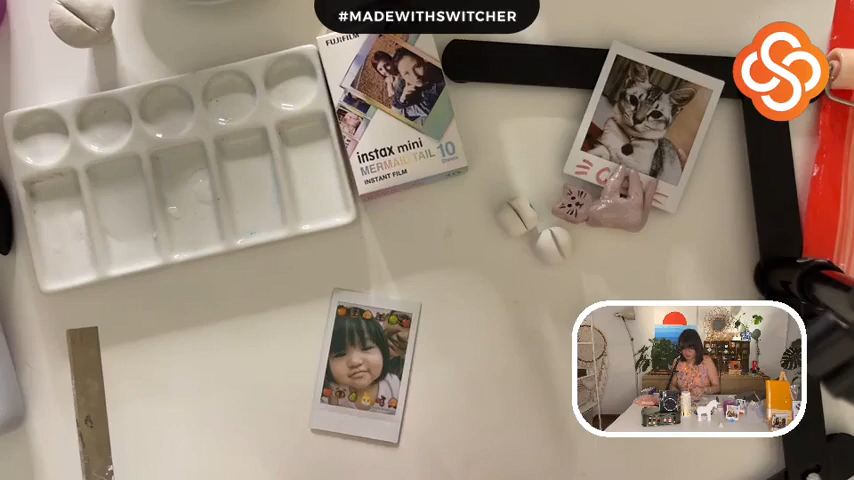 #MADEWITHSWITCHER
FUJIFILM
instax mini
MERMAID TAIL 10
INSTANT FILM